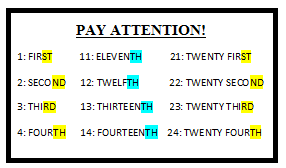 PAY ATTENTION!
1: FIRST 11: ELEVENTH 21: TWENTY FIRST
2: SECOND 12: TWELFTH 22: TWENTY SECOND
3: THIRD 13: THIRTEENTH 23: TWENTY THIRD
4: FOURTH 14: FOURTEENTH 24: TWENTY FOURTH